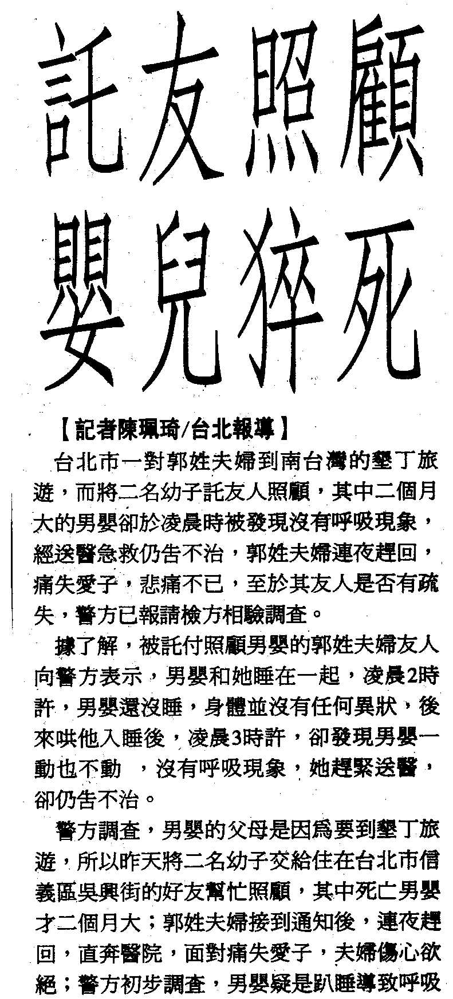 託友照顧
嬰兒猝死
【記者陳珮琦/台北報導】
台北市一對郭姓夫婦到南台灣的墾丁旅
遊，而將二名幼子託友人照顧，其中二個月
大的男嬰卻於凌晨時被發現沒有呼吸現象，
經送醫急救仍告不治，郭姓夫婦連夜趕回，
痛失愛子，悲痛不已，至於其友人是否有疏
失，警方已報請檢方相驗調查。
據了解，被託付照顧男嬰的郭姓夫婦友人
向警方表示，男嬰和她睡在一起，凌晨2時
許，男嬰還沒睡，身體並沒有任何異狀，後
來哄他入睡後，凌晨3時許，卻發現男嬰一
動也不動，沒有呼吸現象，她趕緊送醫，
卻仍告不治。
警方調查，男嬰的父母是因為要到墾丁旅
遊，所以昨天將二名幼子交給住在台北市信
義區吳興街的好友幫忙照顧，其中死亡男嬰
才二個月大；郭姓夫婦接到通知後，連夜趕
回，直奔醫院，面對痛失愛子，夫婦傷心欲
絕；警方初步調查，男嬰疑是趴睡導致呼吸